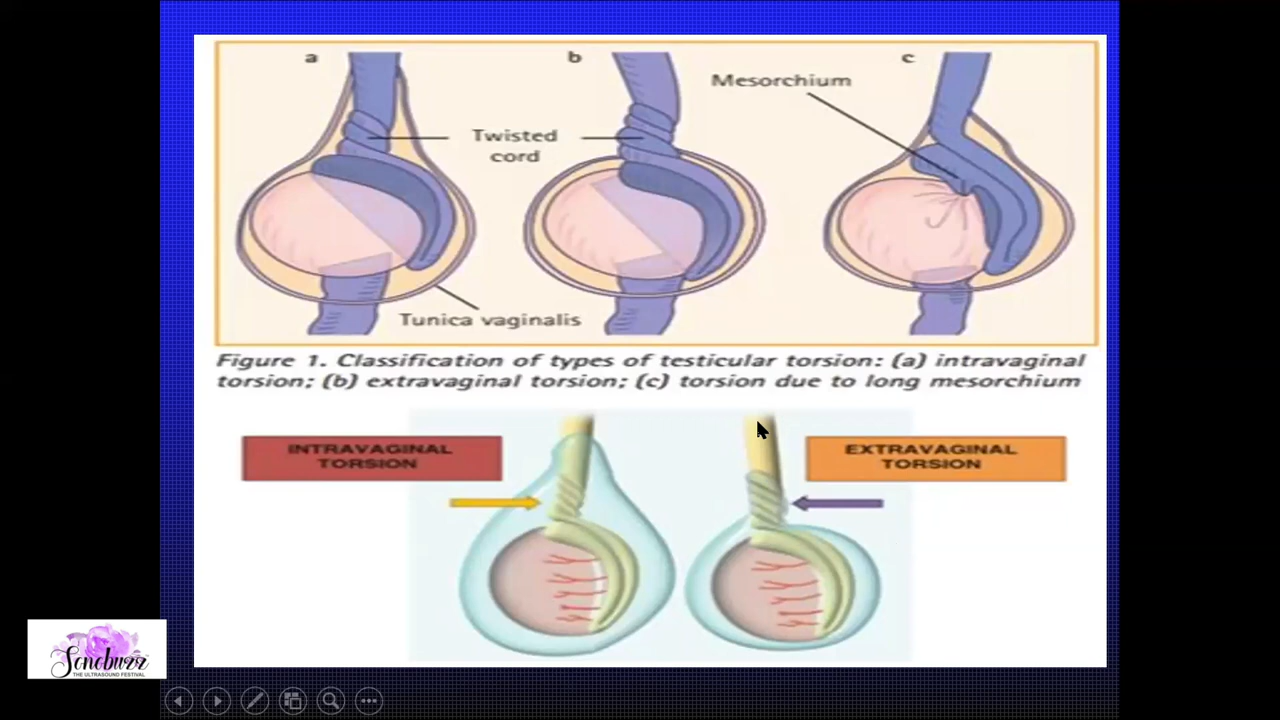 a
b
c
Mesorchium
Twisted
cord
Tunica vaginalis
Figure 1. Classification of types of testicular torsion: (a) intravaginal
torsion; (b) extravaginal torsion; (c) torsion due to long mesorchium
INTRAVAGINAL
TORSION
EXTRAVAGINAL
TORSION
Sonobuzz
THE ULTRASOUND FESTIVAL